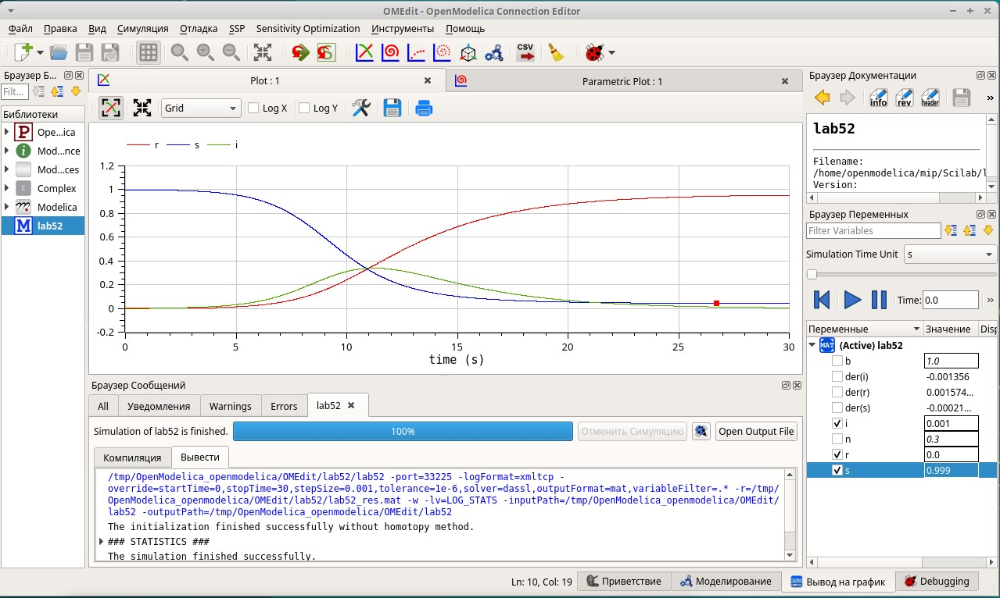 OMEdit - OpenModelica Connection Editor
Файл Правка Вид Симуляция Отладка SSP Sensitivity Optimization Инструменты Помощь
CSV
Браузер Б...
Filt...
Библиотеки
P Ope...ica
i Mod...nce
Mod...ces
C Complex
Modelica
M lab52
Plot : 1
Parametric Plot : 1
Grid
Log X
Log Y
r s i
1.2
1
0.8
0.6
0.4
0.2
0
-0.2
0 5 10 15 20 25 30
time (s)
Браузер Сообщений
All Уведомления Warnings Errors lab52
Simulation of lab52 is finished. 100% Отменить Симуляцию Open Output File
Компиляция Вывести
/tmp/OpenModelica_openmodelica/OMEdit/lab52/lab52 -port=33225 -logFormat=xmltcp -
override=startTime=0,stopTime=30,stepSize=0.001,tolerance=1e-6,solver=dassl,outputFormat=mat,variableFilter=.* -r=/tmp/
OpenModelica_openmodelica/OMEdit/lab52/lab52_res.mat -w -lv=LOG_STATS -inputPath=/tmp/OpenModelica_openmodelica/OMEdit/
lab52 -outputPath=/tmp/OpenModelica_openmodelica/OMEdit/lab52
The initialization finished successfully without homotopy method.
### STATISTICS ###
The simulation finished successfully.
Браузер Документации
info rev header »
lab52
Filename:
/home/openmodelica/mip/Scilab/l
Version:
Браузер Переменных
Filter Variables
Simulation Time Unit s
Time: 0.0 »
Переменные Значение Disp
MAT (Active) lab52
b 1.0
der(i) -0.001356
der(r) 0.001574...
der(s) -0.00021...
i 0.001
n 0.3
r 0.0
s 0.999
Ln: 10, Col: 19 Приветствие Моделирование Вывод на график Debugging